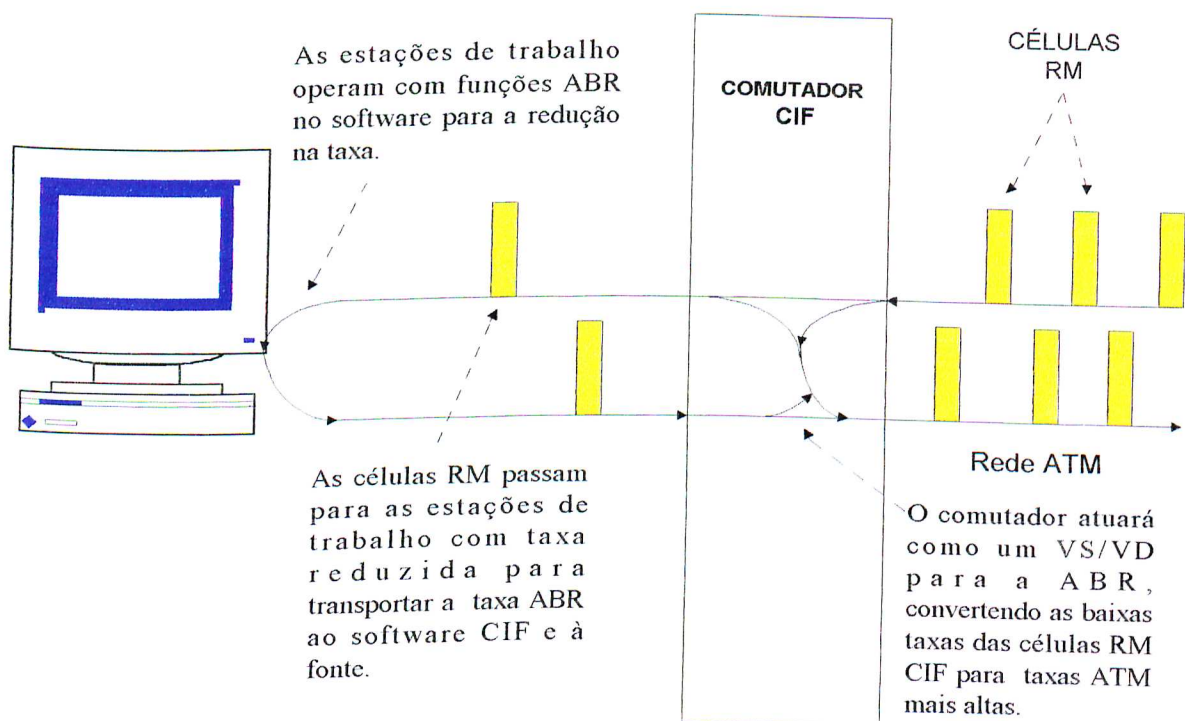 As estações de trabalho
operam com funções ABR
no software para a redução
na taxa.
COMUTADOR
CIF
CÉLULAS
RM
As células RM passam
para as estações de
trabalho com taxa
reduzida para
transportar a taxa ABR
ao software CIF e à
fonte.
Rede ATM
O comutador atuará
como um VS/VD
para a ABR,
convertendo as baixas
taxas das células RM
CIF para taxas ATM
mais altas.